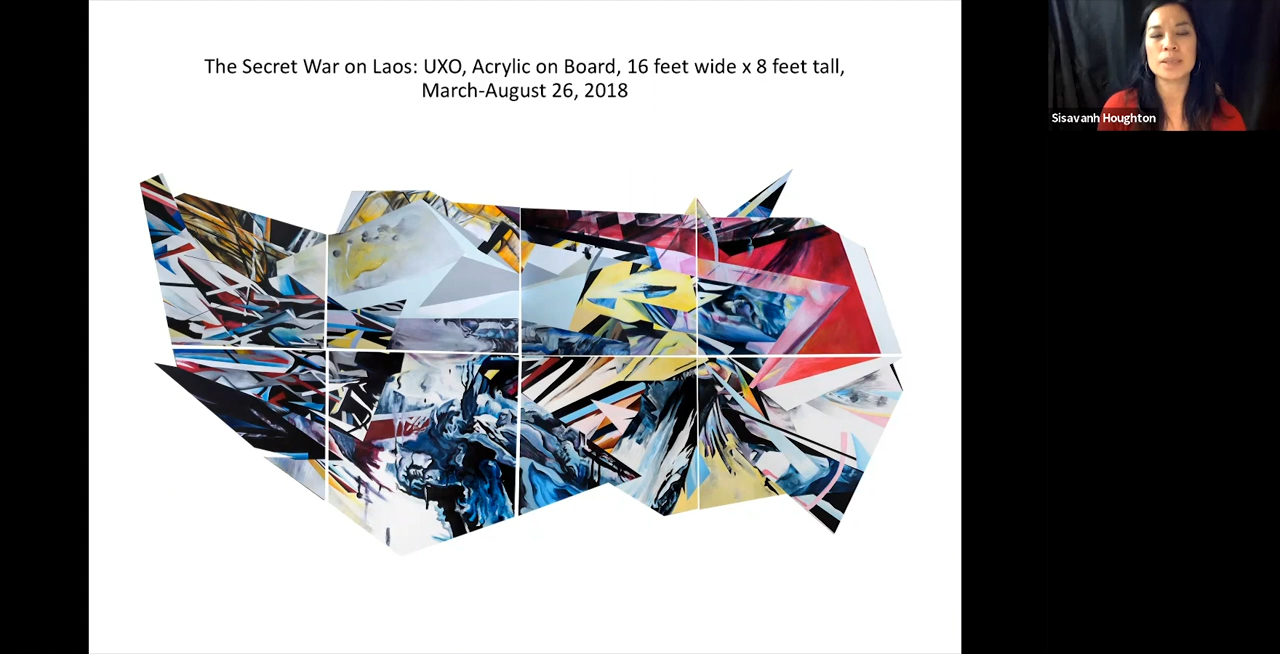 The Secret War on Laos: UXO, Acrylic on Board, 16 feet wide x 8 feet tall,
March-August 26, 2018
Sisavanh Houghton